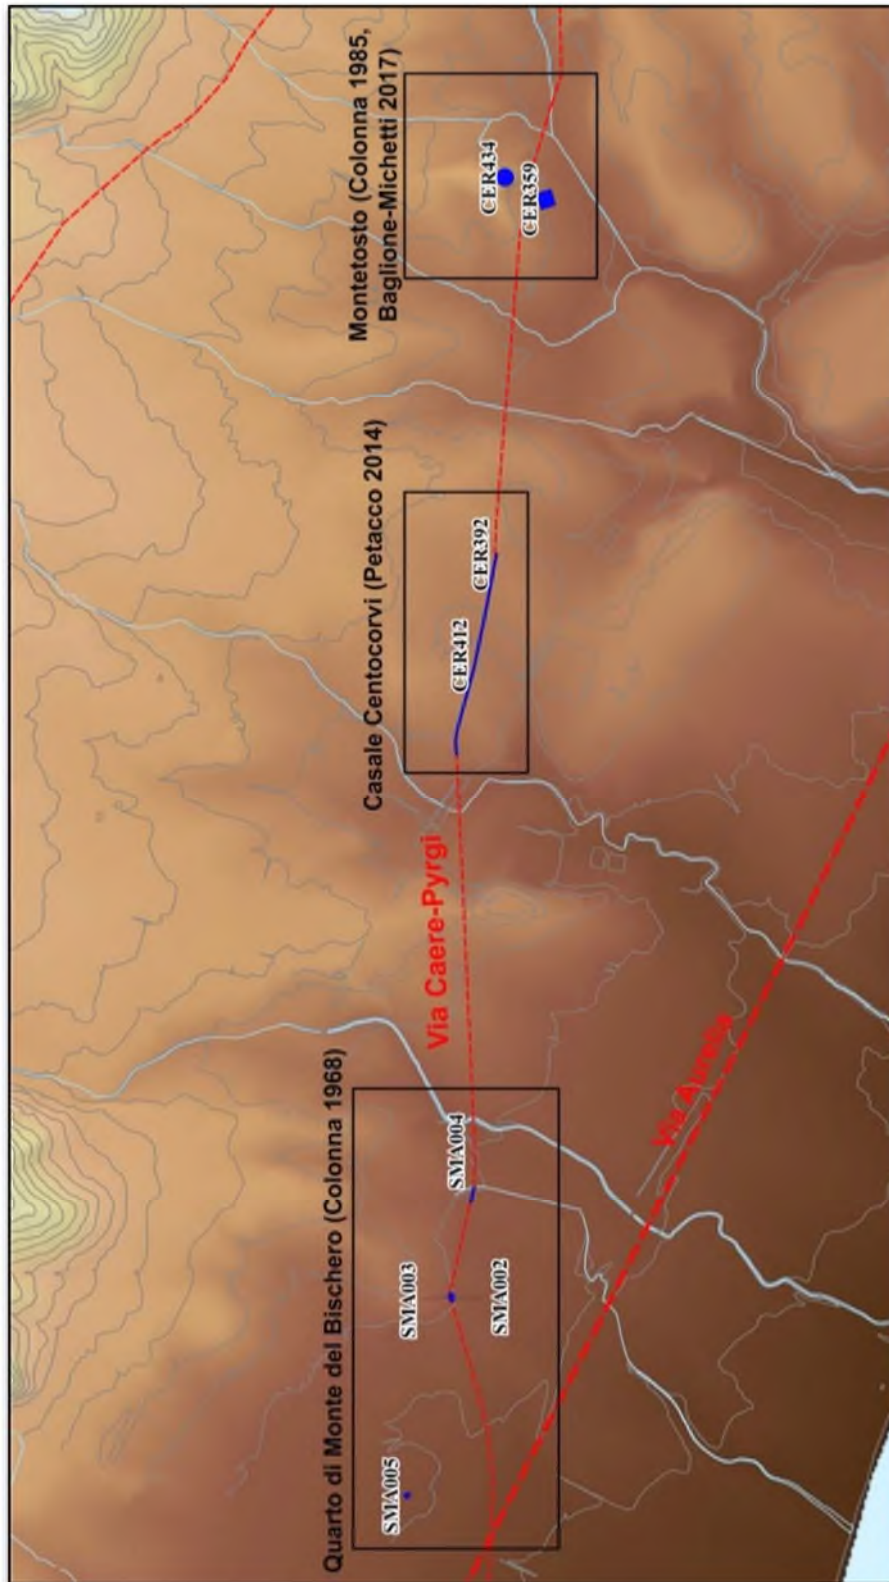 Quarto di Monte del Bischero (Colonna 1968)
SMA005
SMA003
SMA002
SMA004
Via Caere-Pyrgi
Via Aurelia
Casale Centocorvi (Petacco 2014)
CER412
CER392
Montetosto (Colonna 1985,
Baglione-Michetti 2017)
CER434
CER359